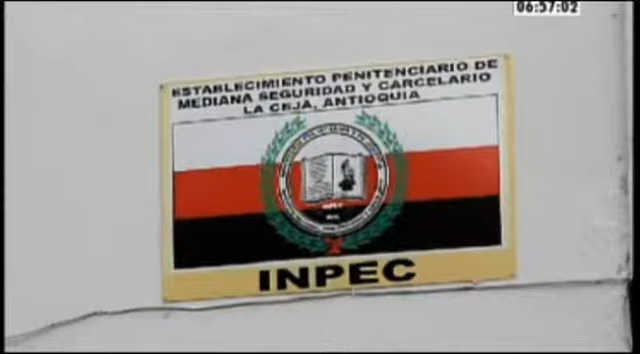 06:57:02
ESTABLECIMIENTO PENITENCIARIO DE
MEDIANA SEGURIDAD Y CARCELARIO
LA CEJA, ANTIOQUIA
INPEC